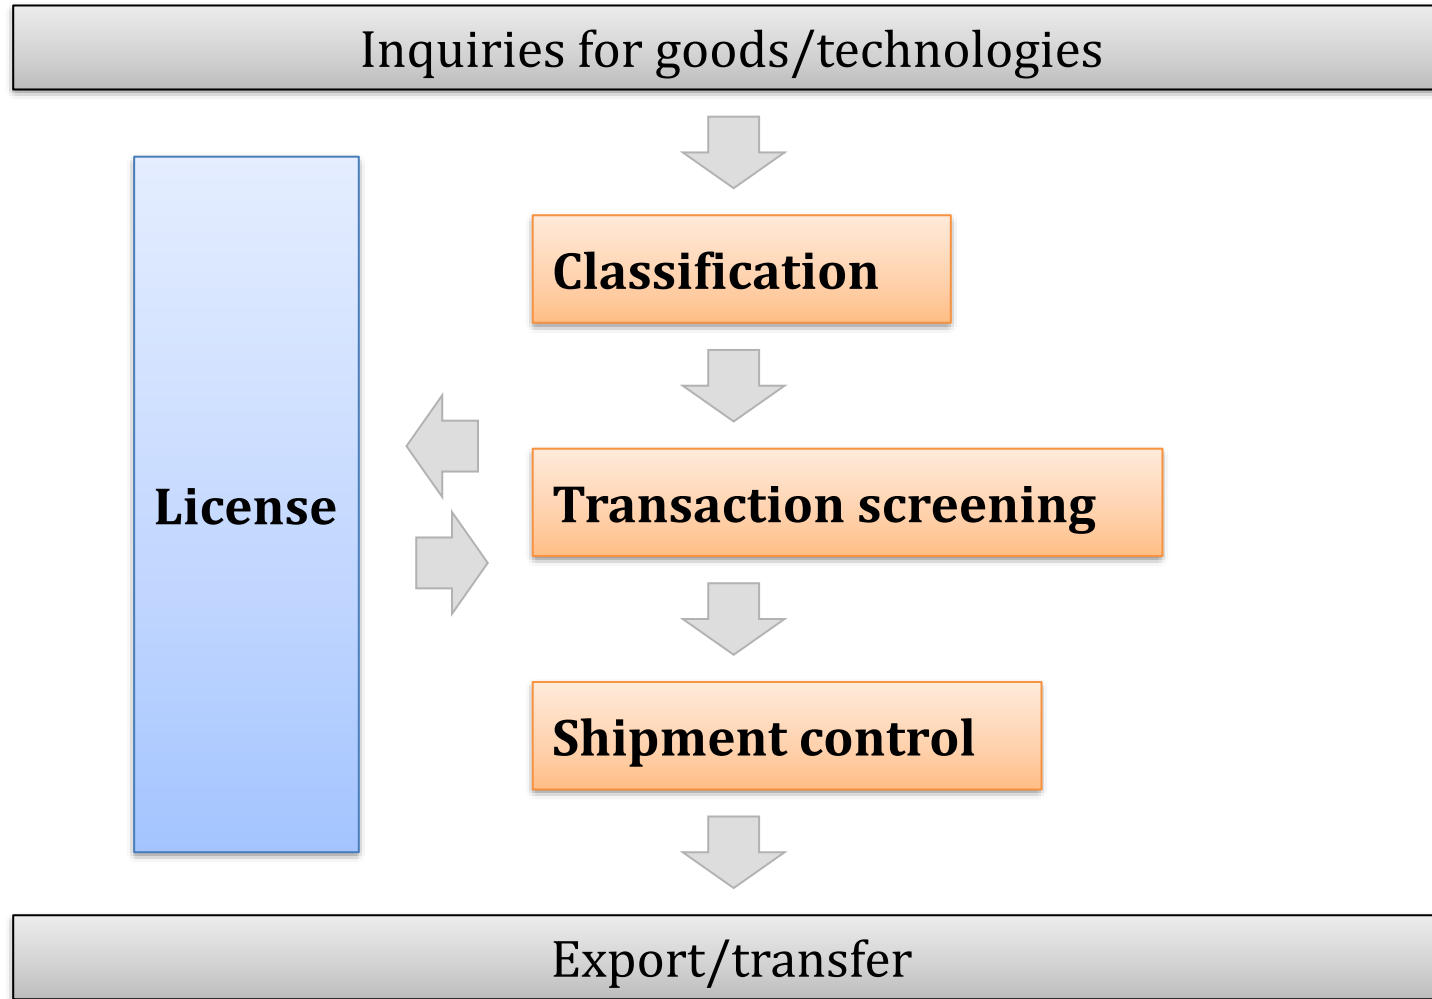 Inquiries for goods/technologies
Classification
License
Transaction screening
Shipment control
Export/transfer